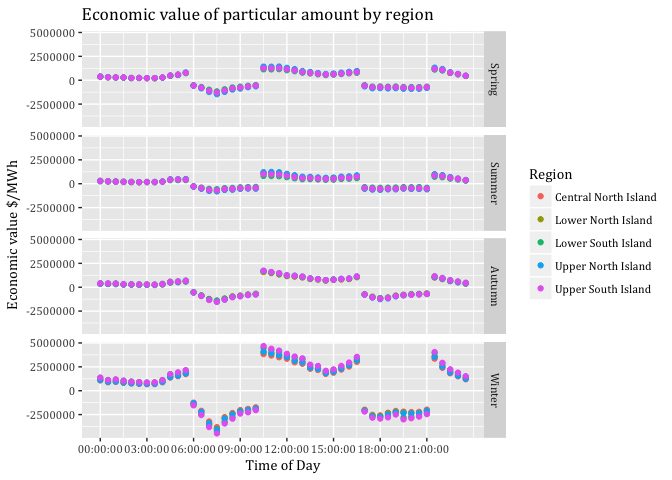 Economic value of particular amount by region
Economic value $/MWh
5000000
2500000
0
-2500000
Spring
5000000
2500000
0
-2500000
Summer
5000000
2500000
0
-2500000
Autumn
5000000
2500000
0
-2500000
Winter
00:00:00 03:00:00 06:00:00 09:00:00 12:00:00 15:00:00 18:00:00 21:00:00
Time of Day
Region
Central North Island
Lower North Island
Lower South Island
Upper North Island
Upper South Island